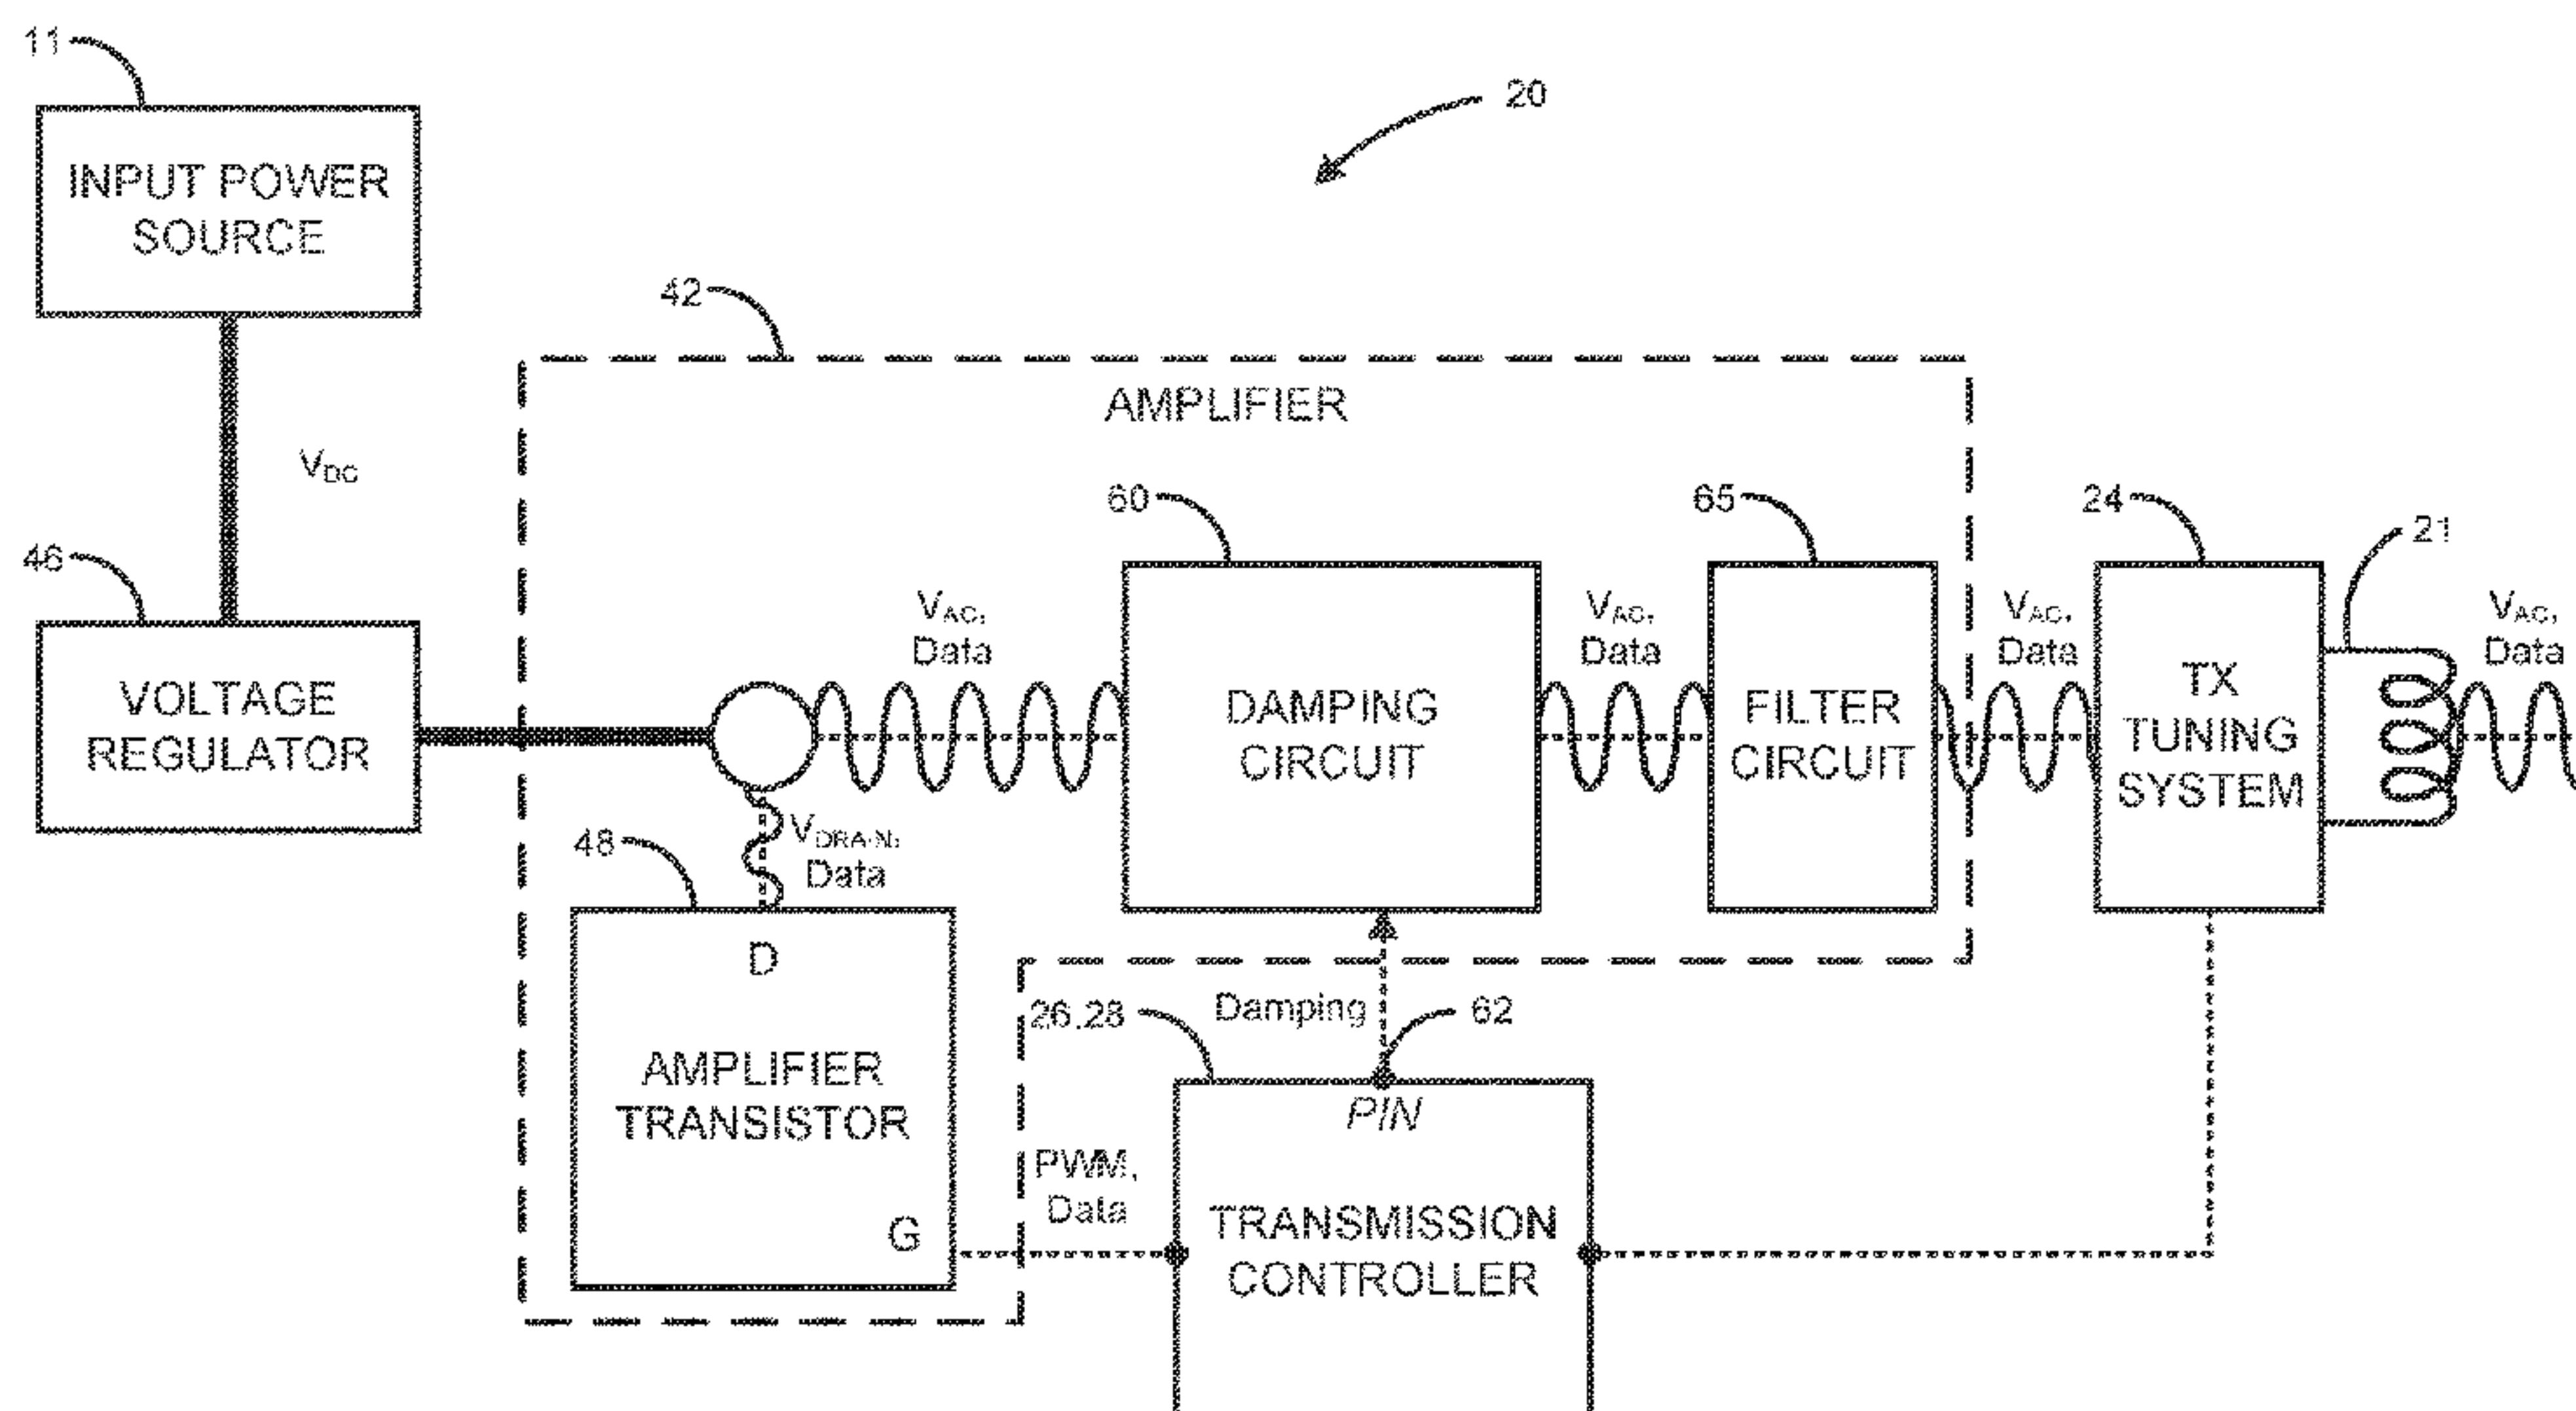 11
INPUT POWER
SOURCE
20
42
VDC
AMPLIFIER
46
60
65
24
21
VOLTAGE
REGULATOR
VAC,
Data
DAMPING
CIRCUIT
VAC,
Data
FILTER
CIRCUIT
VAC,
Data
TX
TUNING
SYSTEM
VAC,
Data
48
VDRAIN,
Data
D
AMPLIFIER
TRANSISTOR
G
26,28
Damping
62
PIN
PWM,
Data
TRANSMISSION
CONTROLLER